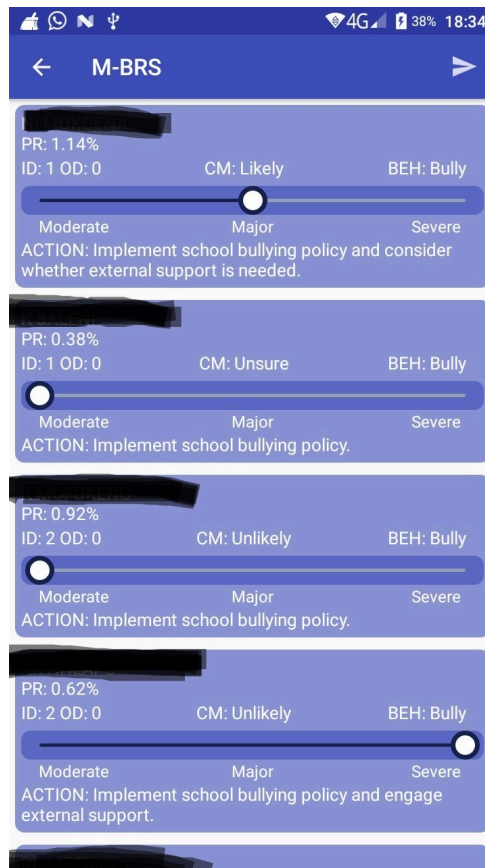 4G 38% 18:34
M-BRS
PR: 1.14%
ID: 1 OD: 0 CM: Likely BEH: Bully
Moderate Major Severe
ACTION: Implement school bullying policy and consider
whether external support is needed.
PR: 0.38%
ID: 1 OD: 0 CM: Unsure BEH: Bully
Moderate Major Severe
ACTION: Implement school bullying policy.
PR: 0.92%
ID: 2 OD: 0 CM: Unlikely BEH: Bully
Moderate Major Severe
ACTION: Implement school bullying policy.
PR: 0.62%
ID: 2 OD: 0 CM: Unlikely BEH: Bully
Moderate Major Severe
ACTION: Implement school bullying policy and engage
external support.